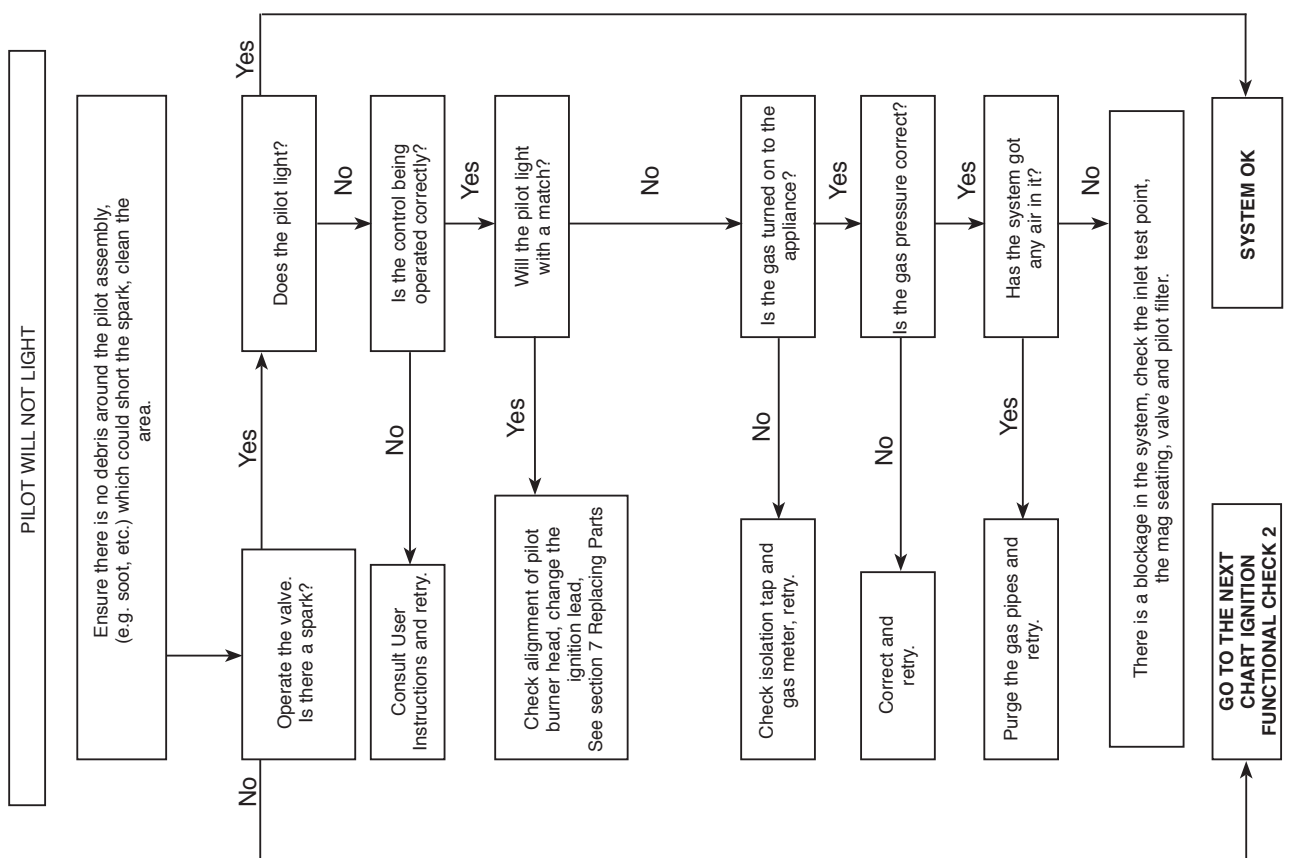 PILOT WILL NOT LIGHT
Ensure there is no debris around the pilot assembly,
(e.g. soot, etc.) which could short the spark, clean the
area.
No
Operate the valve.
Is there a spark?
Yes
Does the pilot light?
Yes
No
Is the control being
operated correctly?
No
Consult User
Instructions and retry.
Yes
Will the pilot light
with a match?
Yes
Check alignment of pilot
burner head, change the
ignition lead,
See section 7 Replacing Parts
No
Is the gas turned on to the
appliance?
No
Check isolation tap and
gas meter, retry.
Yes
Is the gas pressure correct?
No
Correct and
retry.
Yes
Has the system got
any air in it?
Yes
Purge the gas pipes and
retry.
No
There is a blockage in the system, check the inlet test point,
the mag seating, valve and pilot filter.
GO TO THE NEXT
CHART IGNITION
FUNCTIONAL CHECK 2
SYSTEM OK